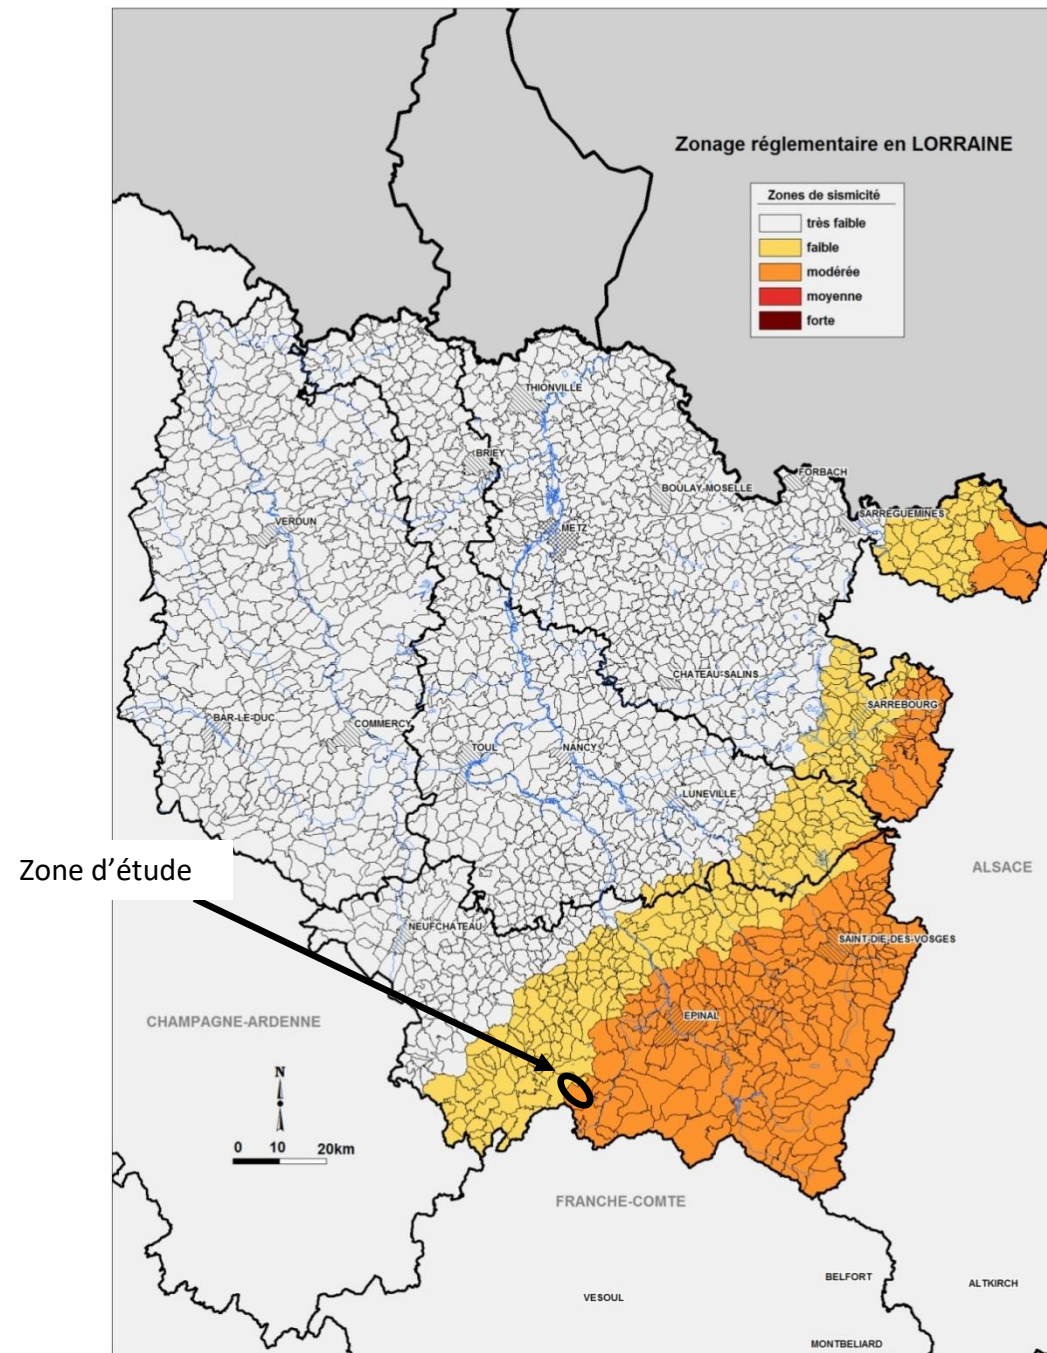 Zonage réglementaire en LORRAINE
Zones de sismicité
très faible
faible
modérée
moyenne
forte
THIONVILLE
BRIEY
FORBACH
BOULAY-MOSELLE
SARREGUEMINES
VERDUN
METZ
CHATEAU-SALINS
SARREBOURG
BAR-LE-DUC
COMMERCY
TOUL
NANCY
LUNEVILLE
Zone d’étude
ALSACE
NEUFCHATEAU
SAINT-DIE-DES-VOSGES
EPINAL
CHAMPAGNE-ARDENNE
N
0 10 20km
FRANCHE-COMTE
BELFORT
ALTKIRCH
VESOUL
MONTBELIARD